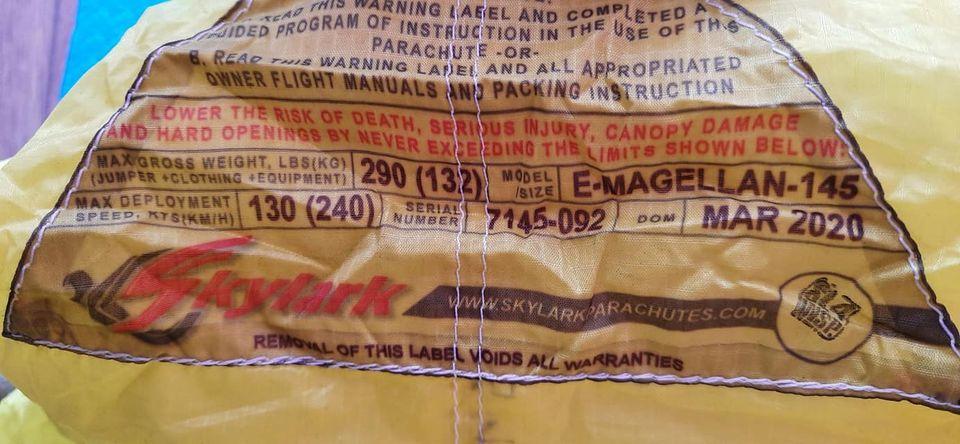 READ THIS WARNING LABEL AND COMPLETED A
GUIDED PROGRAM OF INSTRUCTION IN THE USE OF THIS
PARACHUTE -OR-
B. READ THIS WARNING LABEL AND ALL APPROPRIATED
OWNER FLIGHT MANUALS AND PACKING INSTRUCTION
LOWER THE RISK OF DEATH, SERIOUS INJURY, CANOPY DAMAGE
AND HARD OPENINGS BY NEVER EXCEEDING THE LIMITS SHOWN BELOW:
MAX GROSS WEIGHT, LBS(KG)
(JUMPER +CLOTHING +EQUIPMENT)
290 (132)
MODEL
/SIZE
E-MAGELLAN-145
MAX DEPLOYMENT
SPEED, KTS(KM/H)
130 (240)
SERIAL
NUMBER
7145-092
DOM
MAR 2020
Skylark
WWW.SKYLARKPARACHUTES.COM
REMOVAL OF THIS LABEL VOIDS ALL WARRANTIES